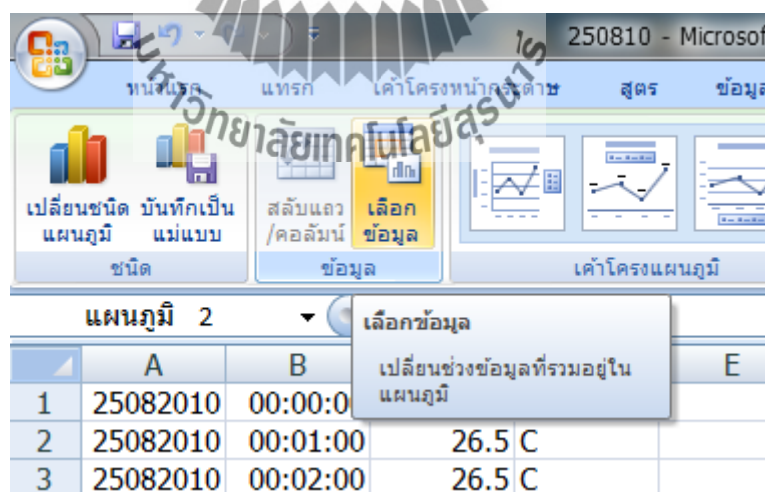 250810 - Microsof
หน้าแรก แทรก เค้าโครงหน้ากระดาษ สูตร ข้อมูล
มหาวิทยาลัยเทคโนโลยีสุรนารี
เปลี่ยนชนิด บันทึกเป็น สลับแถว เลือก
แผนภูมิ แม่แบบ /คอลัมน์ ข้อมูล
ชนิด ข้อมูล เค้าโครงแผนภูมิ
แผนภูมิ 2
เลือกข้อมูล
เปลี่ยนช่วงข้อมูลที่รวมอยู่ใน
แผนภูมิ
A B E
1 25082010 00:00:0
2 25082010 00:01:00 26.5 C
3 25082010 00:02:00 26.5 C